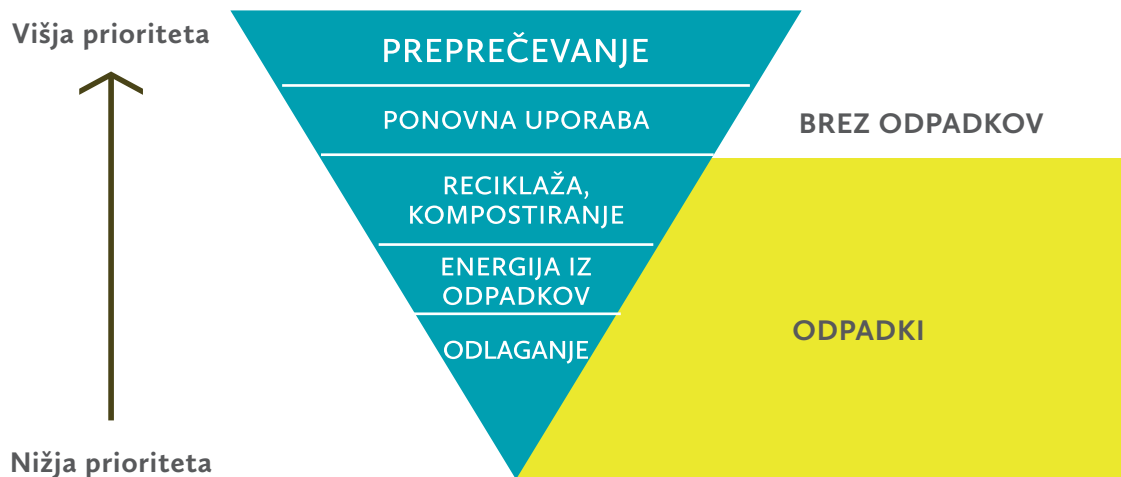 Višja prioriteta
PREPREČEVANJE
PONOVNA UPORABA
BREZ ODPADKOV
RECIKLAŽA,
KOMPOSTIRANJE
ENERGIJA IZ
ODPADKOV
ODPADKI
ODLAGANJE
Nižja prioriteta